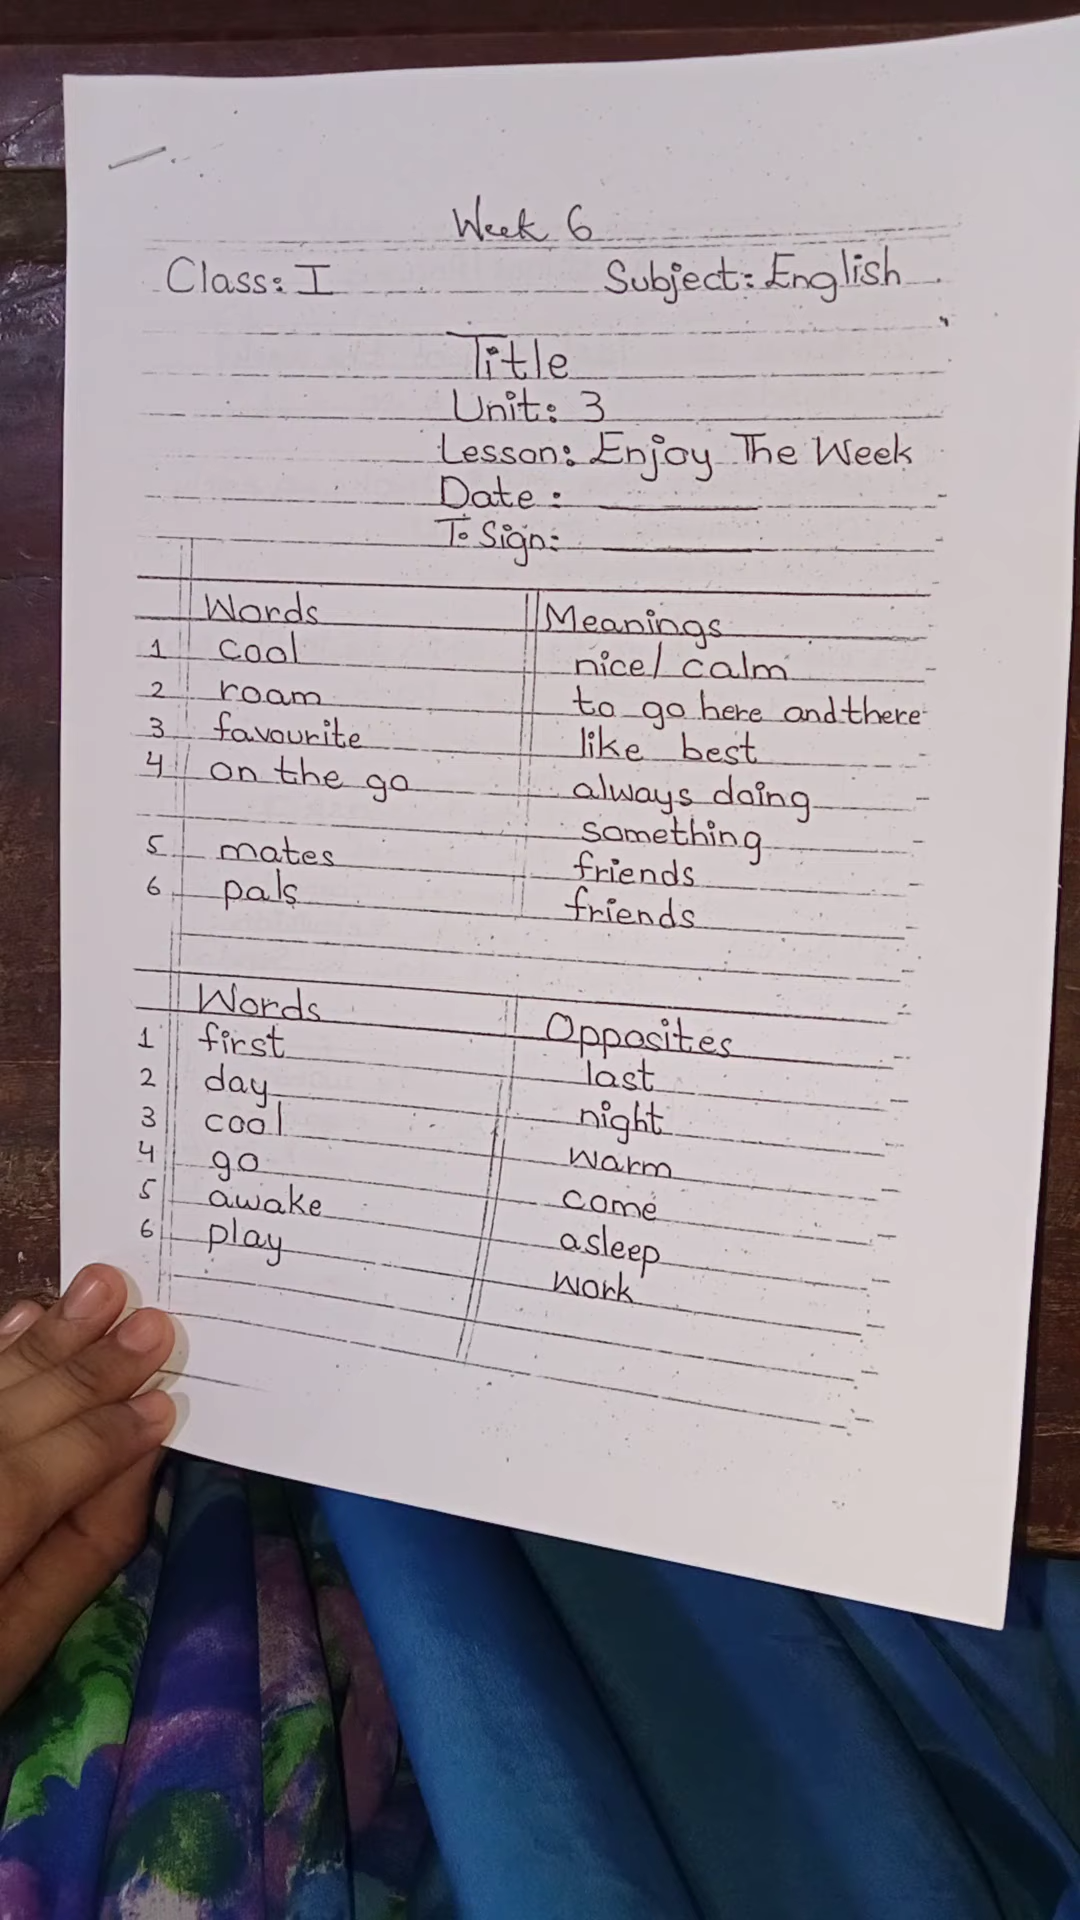 Week 6
Class: I Subject: English
Title
Unit: 3
Lesson: Enjoy The Week
Date:
T. Sign:
Words Meanings
1 cool nice/ calm
2 roam to go here and there
3 favourite like best
4 on the go always doing
something
5 mates friends
6 pals friends
Words Opposites
1 first last
2 day night
3 cool warm
4 go come
5 awake asleep
6 play work